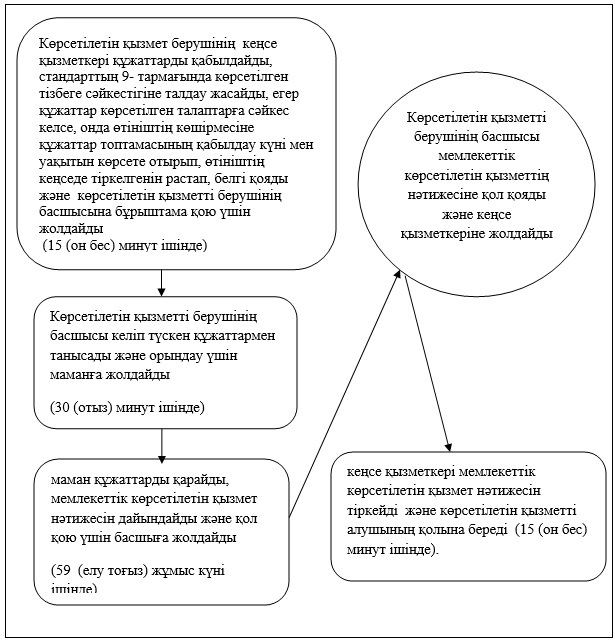 Көрсетілетін қызмет берушінің кеңсе
қызметкері құжаттарды қабылдайды,
стандарттың 9- тармағында көрсетілген
тізбеге сәйкестігіне талдау жасайды, егер
құжаттар көрсетілген талаптарға сәйкес
келсе, онда өтініштің көшірмесіне
құжаттар топтамасының қабылдау күні мен
уақытын көрсете отырып, өтініштің
кеңседе тіркелгенін растап, белгі қояды
және көрсетілетін қызметті берушінің
басшысына бұрыштама қою үшін
жолдайды
(15 (он бес) минут ішінде)
Көрсетілетін қызметті берушінің
басшысы келіп түскен құжаттармен
танысады және орындау үшін
маманға жолдайды
(30 (отыз) минут ішінде)
маман құжаттарды қарайды,
мемлекеттік көрсетілетін қызмет
нәтижесін дайындайды және қол
қою үшін басшыға жолдайды
(59 (елу тоғыз) жұмыс күні
ішінде)
Көрсетілетін қызметті
берушінің басшысы
мемлекеттік
көрсетілетін қызметтің
нәтижесіне қол қояды
және кеңсе
қызметкеріне жолдайды
кеңсе қызметкері мемлекеттік
көрсетілетін қызмет нәтижесін
тіркейді және көрсетілетін қызметті
алушының қолына береді (15 (он бес)
минут ішінде).